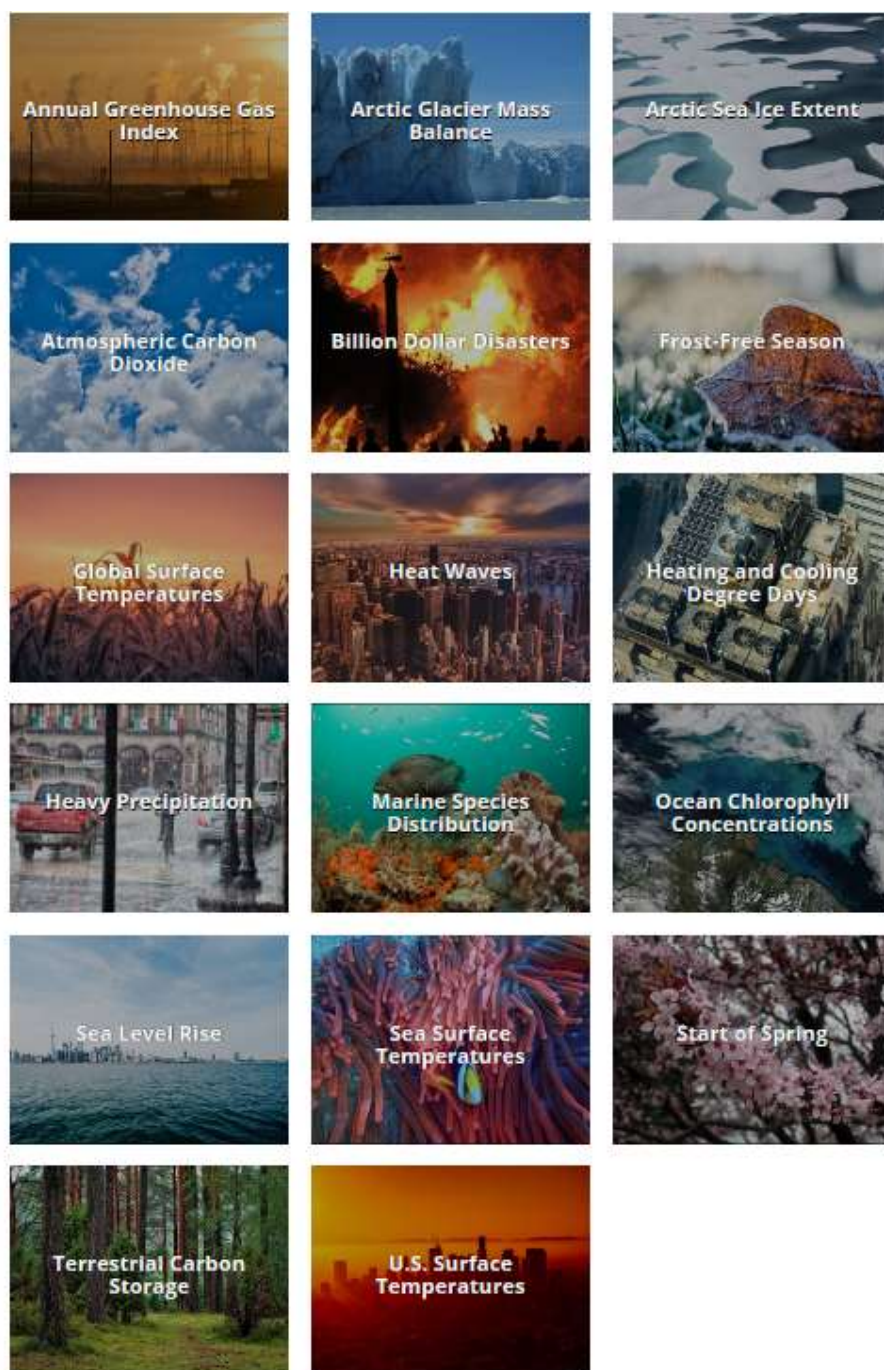 Annual Greenhouse Gas
Index
Arctic Glacier Mass
Balance
Arctic Sea Ice Extent
Atmospheric Carbon
Dioxide
Billion Dollar Disasters
Frost-Free Season
Global Surface
Temperatures
Heat Waves
Heating and Cooling
Degree Days
Heavy Precipitation
Marine Species
Distribution
Ocean Chlorophyll
Concentrations
Sea Level Rise
Sea Surface
Temperatures
Start of Spring
Terrestrial Carbon
Storage
U.S. Surface
Temperatures